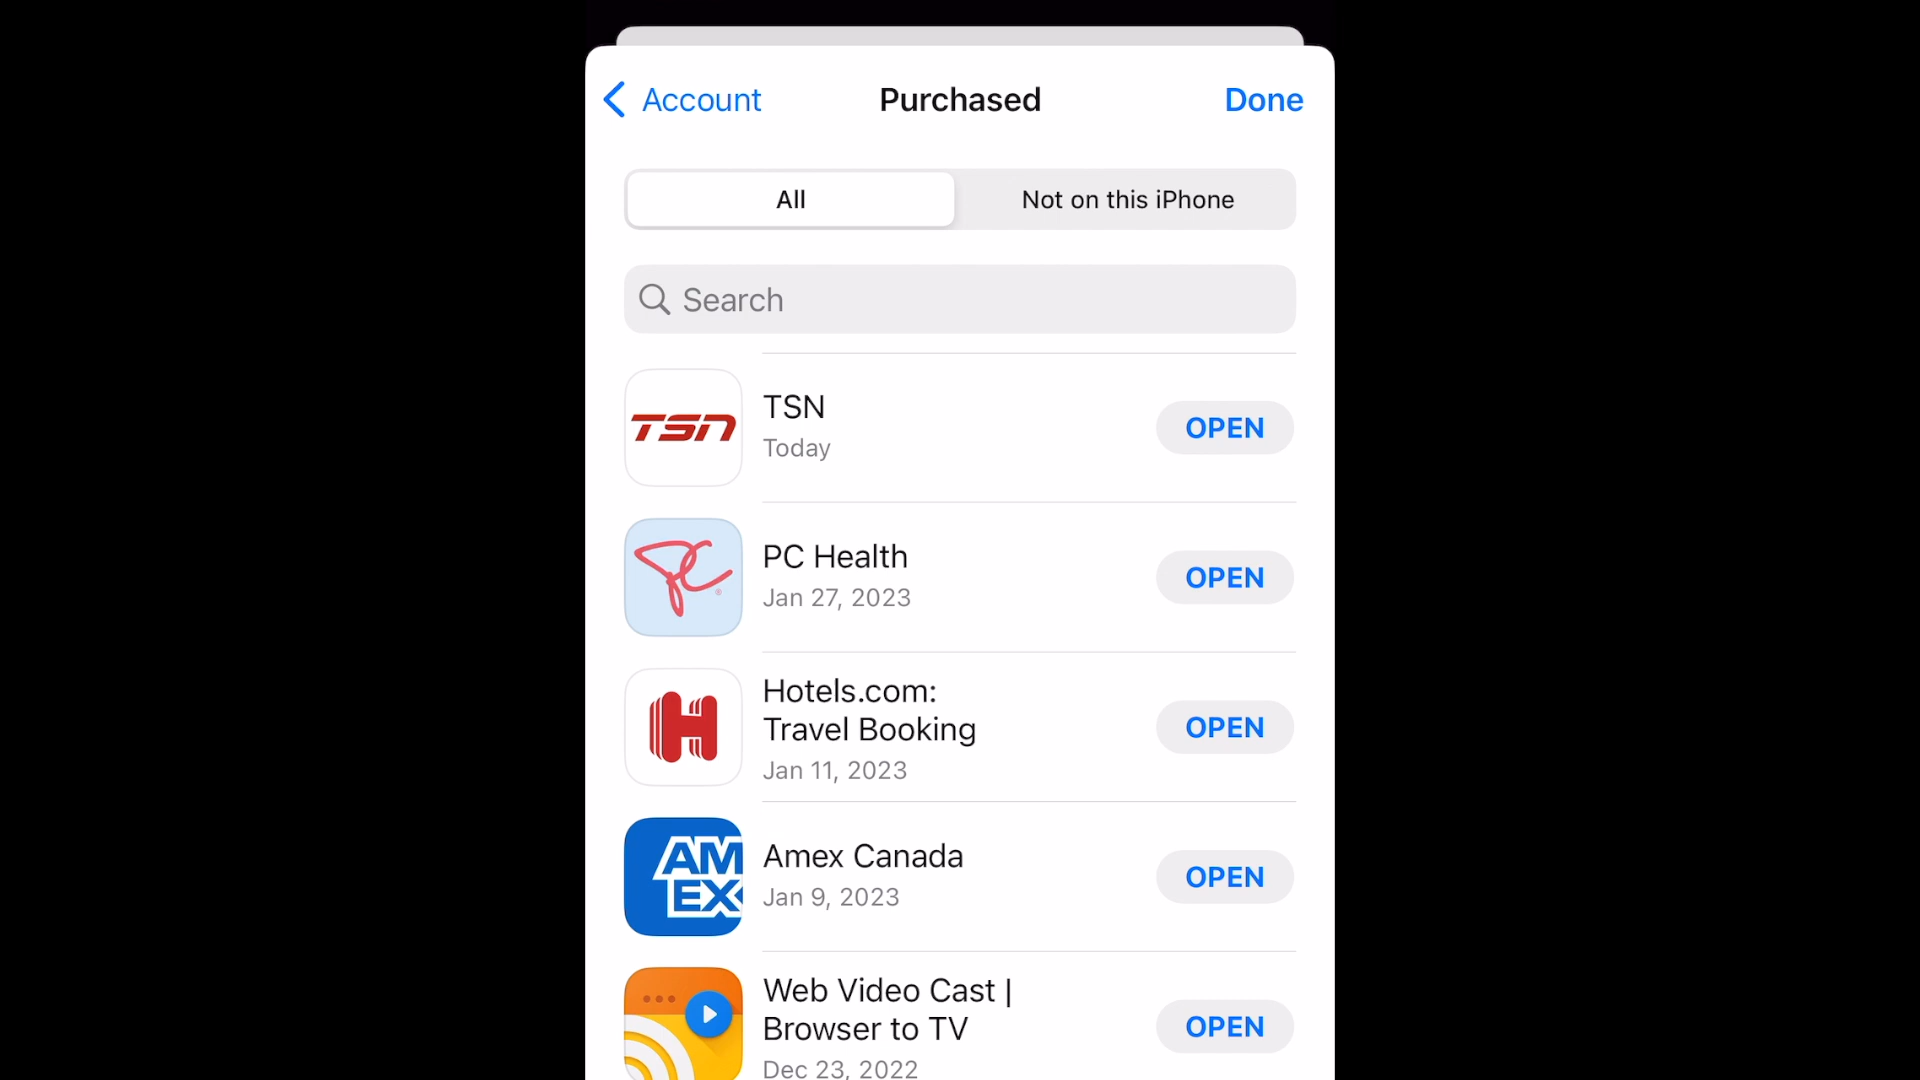 Account
Purchased
Done
All
Not on this iPhone
Search
TSN
TSN
Today
OPEN
PC
PC Health
Jan 27, 2023
OPEN
H
Hotels.com:
Travel Booking
Jan 11, 2023
OPEN
AM
EX
Amex Canada
Jan 9, 2023
OPEN
Web Video Cast |
Browser to TV
Dec 23, 2022
OPEN